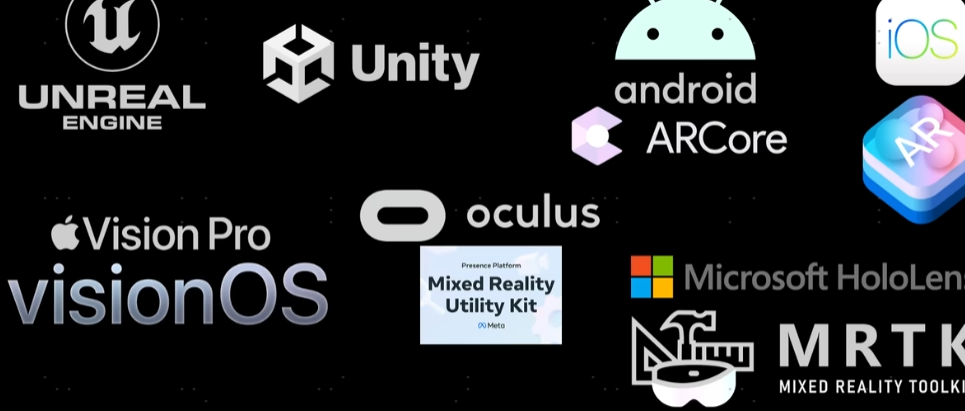 UNREAL
ENGINE
Unity
android
ARCore
iOS
AR
Vision Pro
visionOS
oculus
Presence Platform
Mixed Reality
Utility Kit
Meta
Microsoft HoloLens
MRTK
MIXED REALITY TOOLKI